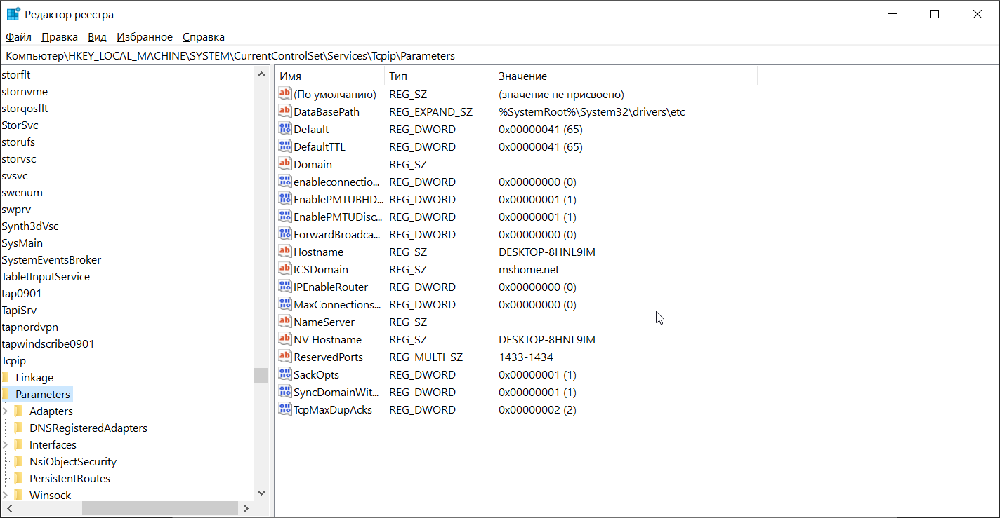 Редактор реестра
Файл Правка Вид Избранное Справка
Компьютер\HKEY_LOCAL_MACHINE\SYSTEM\CurrentControlSet\Services\Tcpip\Parameters
storflt
stornvme
storqosflt
StorSvc
storufs
storvsc
svsvc
swenum
swprv
Synth3dVsc
SysMain
SystemEventsBroker
TabletInputService
tap0901
TapiSrv
tapnordvpn
tapwindscribe0901
Tcpip
Linkage
Parameters
Adapters
DNSRegisteredAdapters
Interfaces
NsiObjectSecurity
PersistentRoutes
Winsock
Имя Тип Значение
(По умолчанию) REG_SZ (значение не присвоено)
DataBasePath REG_EXPAND_SZ %SystemRoot%\System32\drivers\etc
Default REG_DWORD 0x00000041 (65)
DefaultTTL REG_DWORD 0x00000041 (65)
Domain REG_SZ
enableconnectio... REG_DWORD 0x00000000 (0)
EnablePMTUBHD... REG_DWORD 0x00000001 (1)
EnablePMTUDisc... REG_DWORD 0x00000001 (1)
ForwardBroadca... REG_DWORD 0x00000000 (0)
Hostname REG_SZ DESKTOP-8HNL9IM
ICSDomain REG_SZ mshome.net
IPEnableRouter REG_DWORD 0x00000000 (0)
MaxConnections... REG_DWORD 0x00000000 (0)
NameServer REG_SZ
NV Hostname REG_SZ DESKTOP-8HNL9IM
ReservedPorts REG_MULTI_SZ 1433-1434
SackOpts REG_DWORD 0x00000001 (1)
SyncDomainWit... REG_DWORD 0x00000001 (1)
TcpMaxDupAcks REG_DWORD 0x00000002 (2)